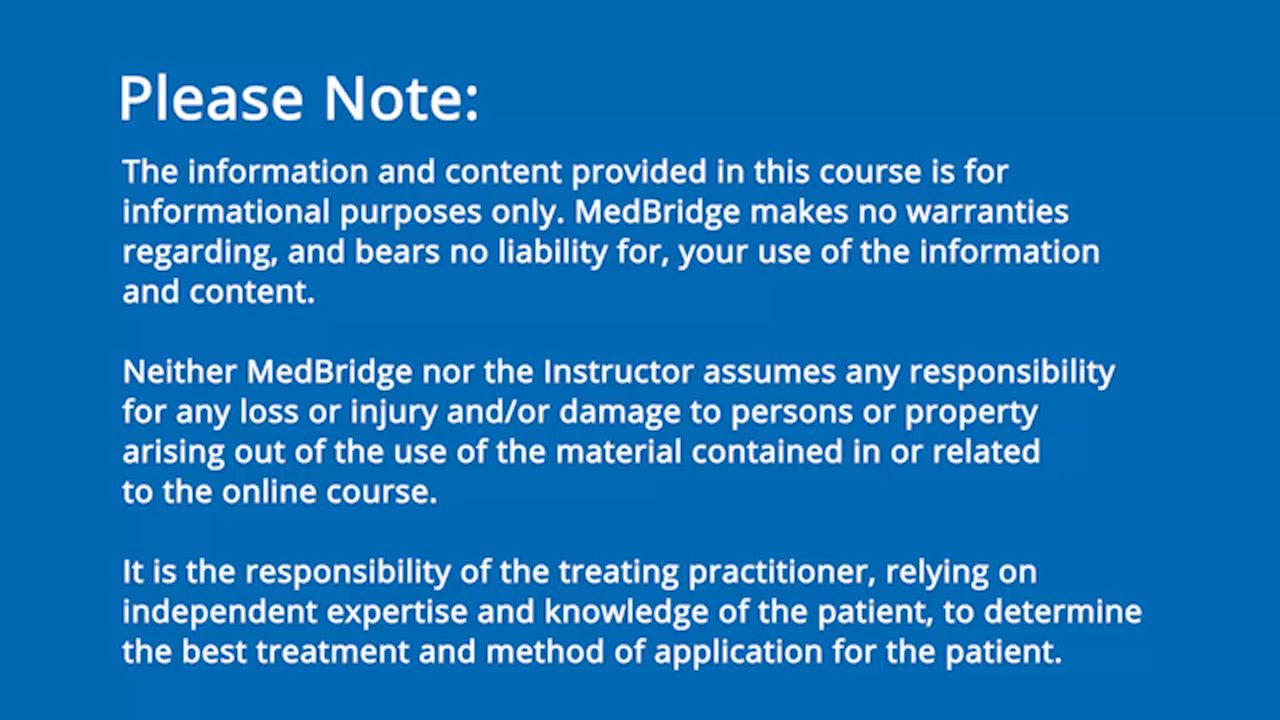 Please Note:
The information and content provided in this course is for
informational purposes only. MedBridge makes no warranties
regarding, and bears no liability for, your use of the information
and content.
Neither MedBridge nor the Instructor assumes any responsibility
for any loss or injury and/or damage to persons or property
arising out of the use of the material contained in or related
to the online course.
It is the responsibility of the treating practitioner, relying on
independent expertise and knowledge of the patient, to determine
the best treatment and method of application for the patient.